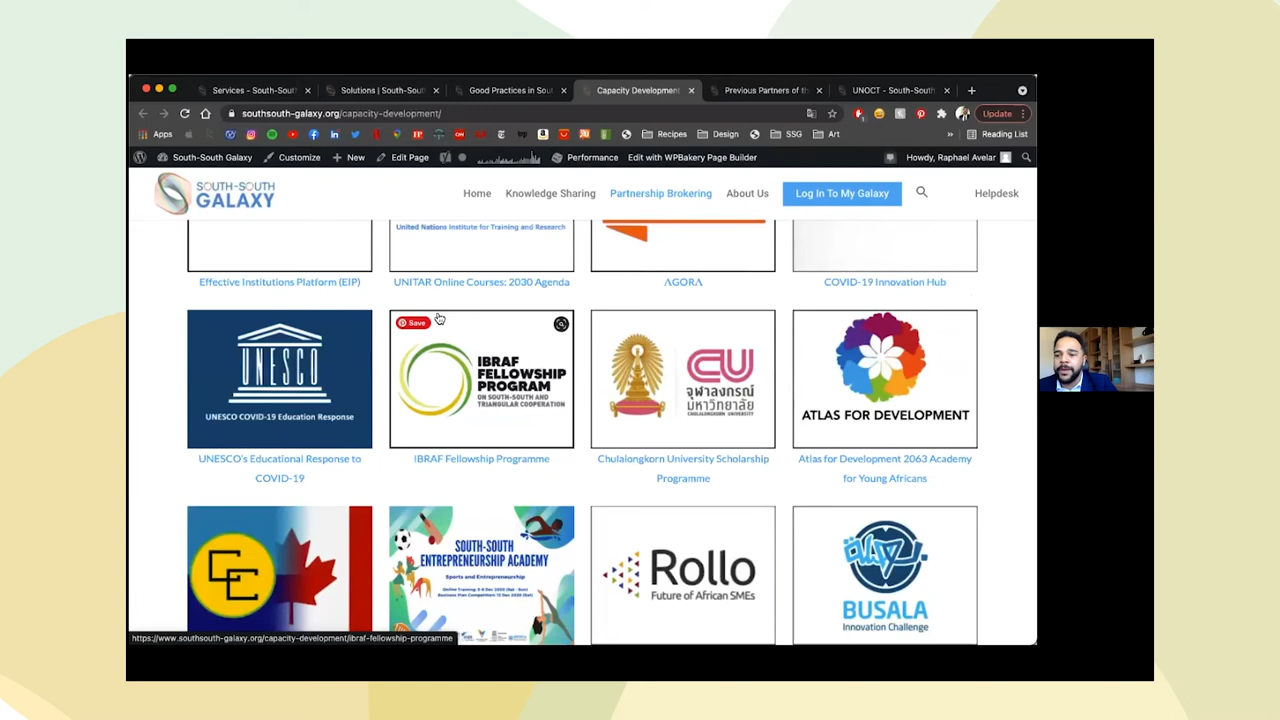 Services - South-South
Solutions | South-South
Good Practices in Sout
Capacity Development
Previous Partners of th
UNOCT - South-South
southsouth-galaxy.org/capacity-development/
Update
Apps
Recipes
Design
SSG
Art
Reading List
South-South Galaxy
Customize
New
Edit Page
Performance
Edit with WPBakery Page Builder
Howdy, Raphael Avelar
SOUTH-SOUTH
GALAXY
Home
Knowledge Sharing
Partnership Brokering
About Us
Log In To My Galaxy
Helpdesk
United Nations Institute for Training and Research
Effective Institutions Platform (EIP)
UNITAR Online Courses: 2030 Agenda
ΛGORΛ
COVID-19 Innovation Hub
UNESCO
UNESCO COVID-19 Education Response
Save
IBRAF
FELLOWSHIP
PROGRAM
ON SOUTH-SOUTH AND
TRIANGULAR COOPERATION
CU
จุฬาลงกรณ์
มหาวิทยาลัย
CHULALONGKORN UNIVERSITY
ATLAS FOR DEVELOPMENT
UNESCO's Educational Response to
COVID-19
IBRAF Fellowship Programme
Chulalongkorn University Scholarship
Programme
Atlas for Development 2063 Academy
for Young Africans
SOUTH-SOUTH
ENTREPRENEURSHIP ACADEMY
Sports and Entrepreneurship
Rollo
Future of African SMEs
BUSALA
Innovation Challenge
https://www.southsouth-galaxy.org/capacity-development/ibraf-fellowship-programme